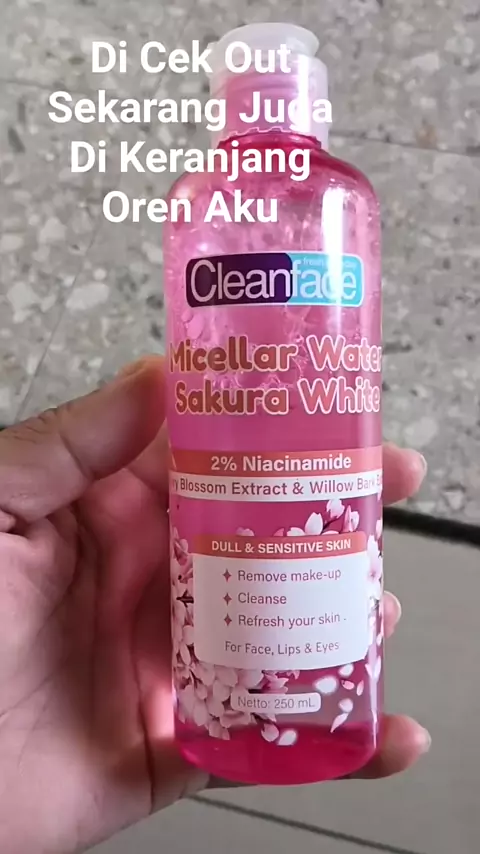 Di Cek Out
Sekarang Juga
Di Keranjang
Oren Aku
Cleanface
Micellar Water
Sakura White
2% Niacinamide
Blossom Extract & Willow Bark
DULL & SENSITIVE SKIN
Remove make-up
Cleanse
Refresh your skin.
For Face, Lips & Eyes
Netto: 250 mL